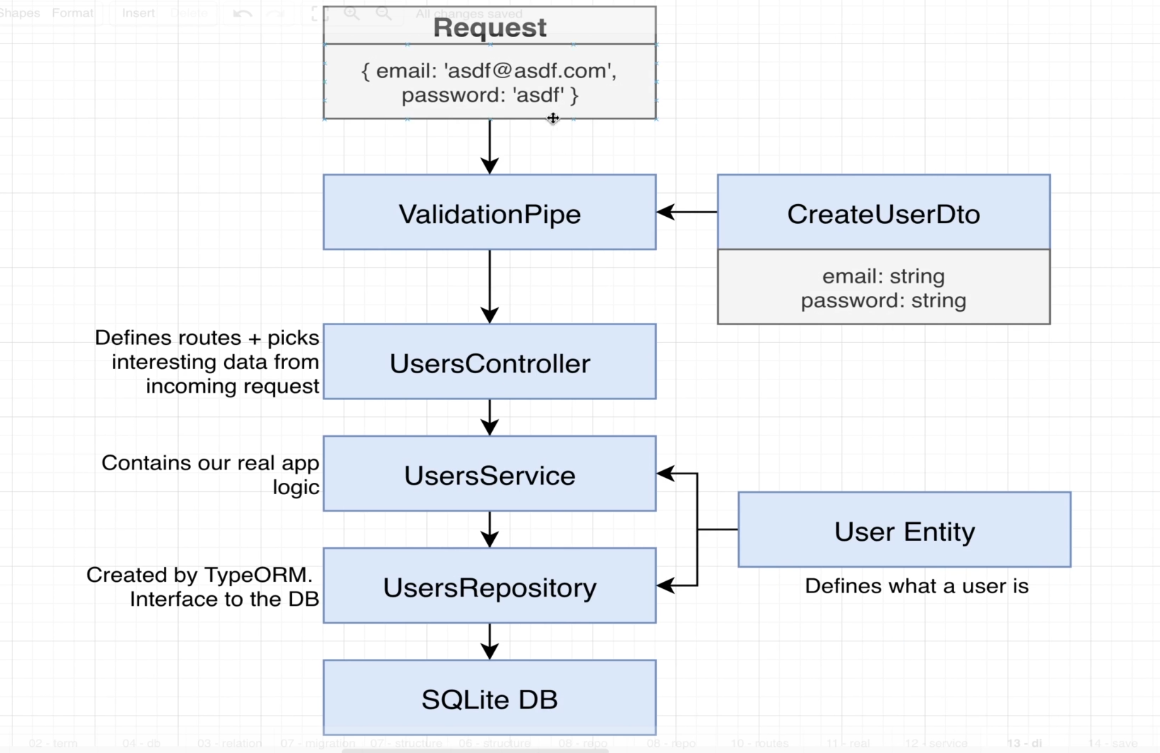 Shapes Format Insert Delete All changes saved
Request
{ email: 'asdf@asdf.com',
password: 'asdf' }
ValidationPipe
CreateUserDto
email: string
password: string
Defines routes + picks
interesting data from
incoming request
UsersController
Contains our real app
logic
UsersService
User Entity
Defines what a user is
Created by TypeORM.
Interface to the DB
UsersRepository
SQLite DB
02 - term 04 - db 03 - relation 07 - migration 07 - structure 06 - structure 08 - repo 08 - repo 10 - routes 11 - real 12 - service 13 - di 14 - save